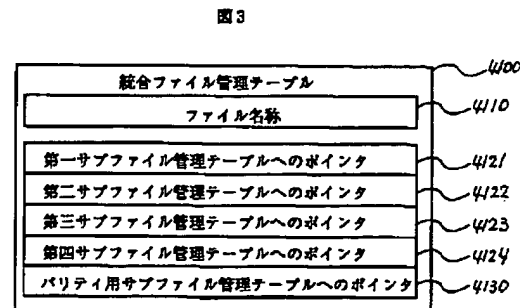 図3
統合ファイル管理テーブル
4100
ファイル名称
4110
第一サブファイル管理テーブルへのポインタ
4121
第二サブファイル管理テーブルへのポインタ
4122
第三サブファイル管理テーブルへのポインタ
4123
第四サブファイル管理テーブルへのポインタ
4124
パリティ用サブファイル管理テーブルへのポインタ
4130